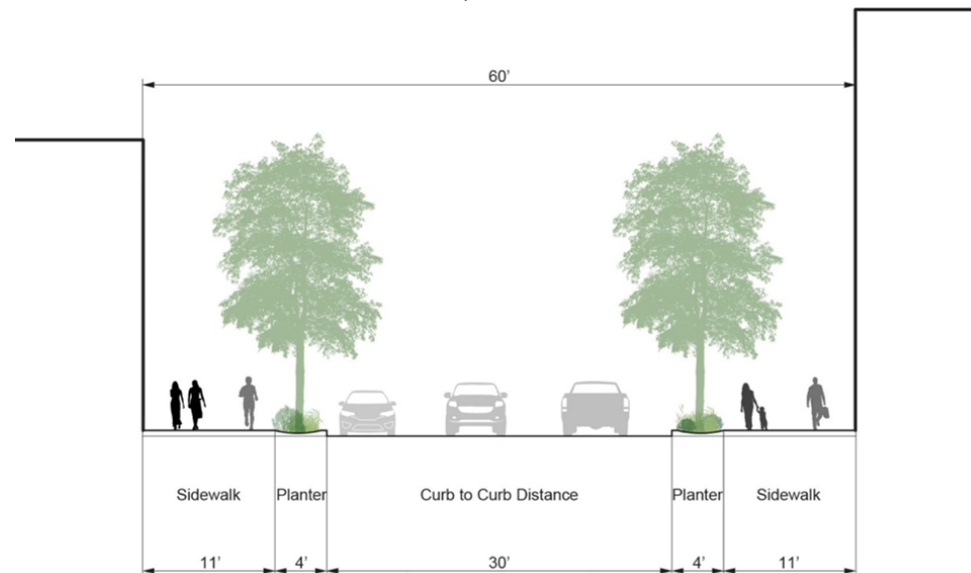 60’
Sidewalk
Planter
Curb to Curb Distance
Planter
Sidewalk
11’
4’
30’
4’
11’